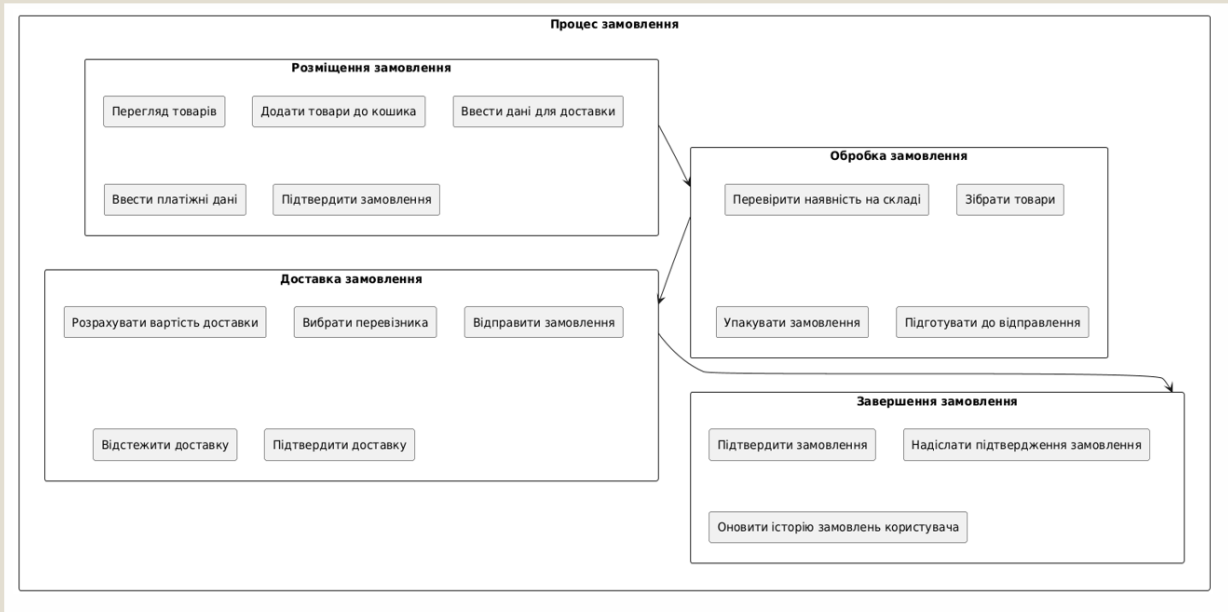 Процес замовлення
Розміщення замовлення
Перегляд товарів
Додати товари до кошика
Ввести дані для доставки
Ввести платіжні дані
Підтвердити замовлення
Обробка замовлення
Перевірити наявність на складі
Зібрати товари
Упакувати замовлення
Підготувати до відправлення
Доставка замовлення
Розрахувати вартість доставки
Вибрати перевізника
Відправити замовлення
Відстежити доставку
Підтвердити доставку
Завершення замовлення
Підтвердити замовлення
Надіслати підтвердження замовлення
Оновити історію замовлень користувача